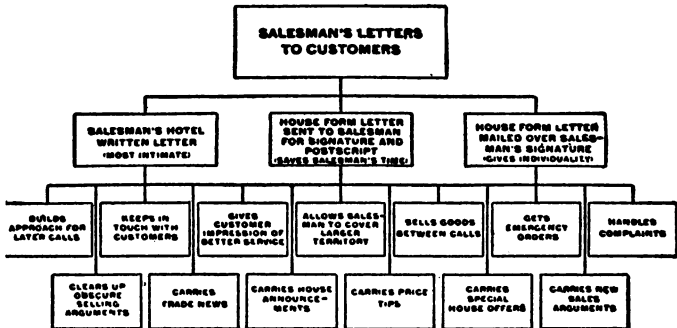 SALESMAN'S LETTERS
TO CUSTOMERS
SALESMAN'S HOTEL
WRITTEN LETTER
(MOST INTIMATE)
HOUSE FORM LETTER
SENT TO SALESMAN
FOR SIGNATURE AND
POSTSCRIPT
(SAVES SALESMAN'S TIME)
HOUSE FORM LETTER
MAILED OVER SALES-
MAN'S SIGNATURE
(GIVES INDIVIDUALITY)
BUILDS
APPROACH FOR
LATER CALLS
KEEPS IN
TOUCH WITH
CUSTOMERS
GIVES
CUSTOMER
IMPRESSION OF
BETTER SERVICE
ALLOWS SALES-
MAN TO COVER
LARGER
TERRITORY
SELLS GOODS
BETWEEN CALLS
GETS
EMERGENCY
ORDERS
HANDLES
COMPLAINTS
CLEARS UP
OBSCURE
SELLING
ARGUMENTS
CARRIES
TRADE NEWS
CARRIES HOUSE
ANNOUNCE-
MENTS
CARRIES PRICE
TIPS
CARRIES
SPECIAL
HOUSE OFFERS
CARRIES NEW
SALES
ARGUMENTS